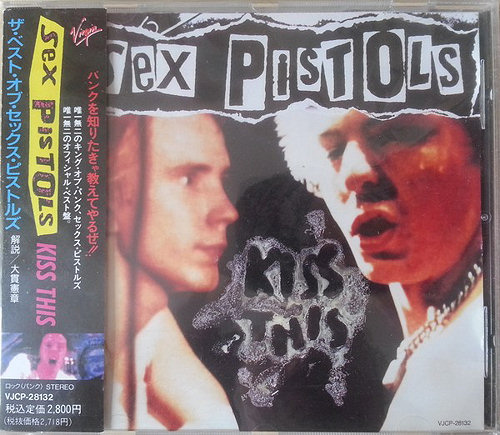 Virgin
Sex PISTOLS KISS THIS
ザ・ベスト・オブ・セックス・ピストルズ
解説/大貫憲章
パンクを知りたきゃ教えてやるぜ!!
唯一無二のキング・オブ・パンク、セックス・ピストルズ
唯一無二のオフィシャル・ベスト盤。
ロック(パンク) STEREO
VJCP-28132
税込定価2,800円
(税抜価格2,718円)
Sex PISTOLS
KISS
THIS
VJCP-28132